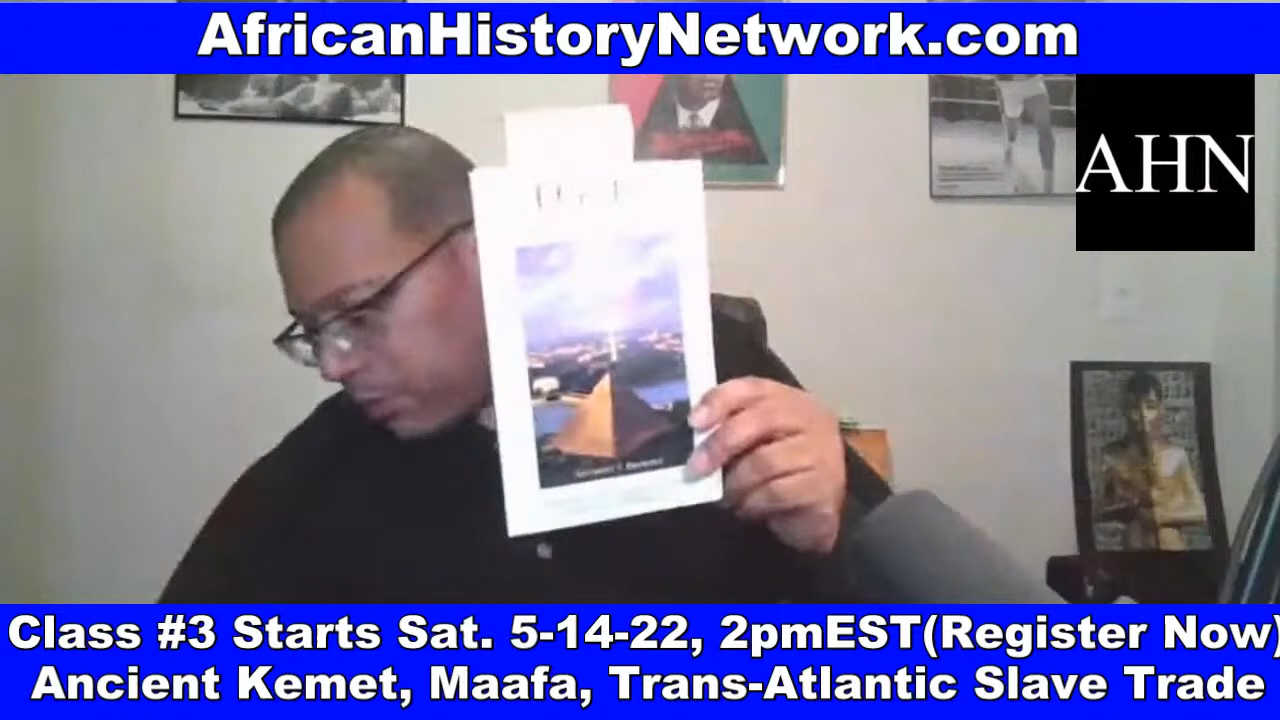 AfricanHistoryNetwork.com
AHN
Class #3 Starts Sat. 5-14-22, 2pmEST(Register Now)
Ancient Kemet, Maafa, Trans-Atlantic Slave Trade